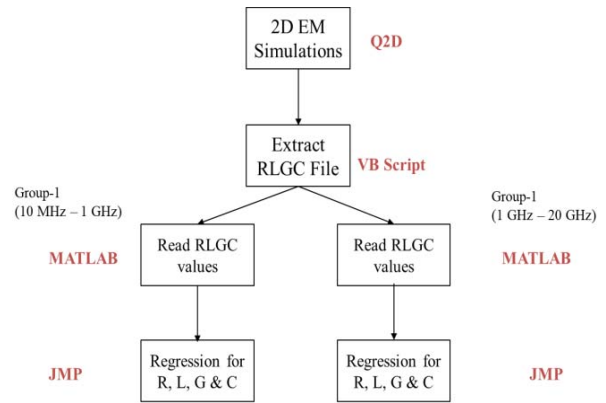 2D EM
Simulations
Q2D
Extract
RLGC File
VB Script
Group-1
(10 MHz – 1 GHz)
Group-1
(1 GHz – 20 GHz)
MATLAB
Read RLGC
values
Read RLGC
values
MATLAB
JMP
Regression for
R, L, G & C
Regression for
R, L, G & C
JMP